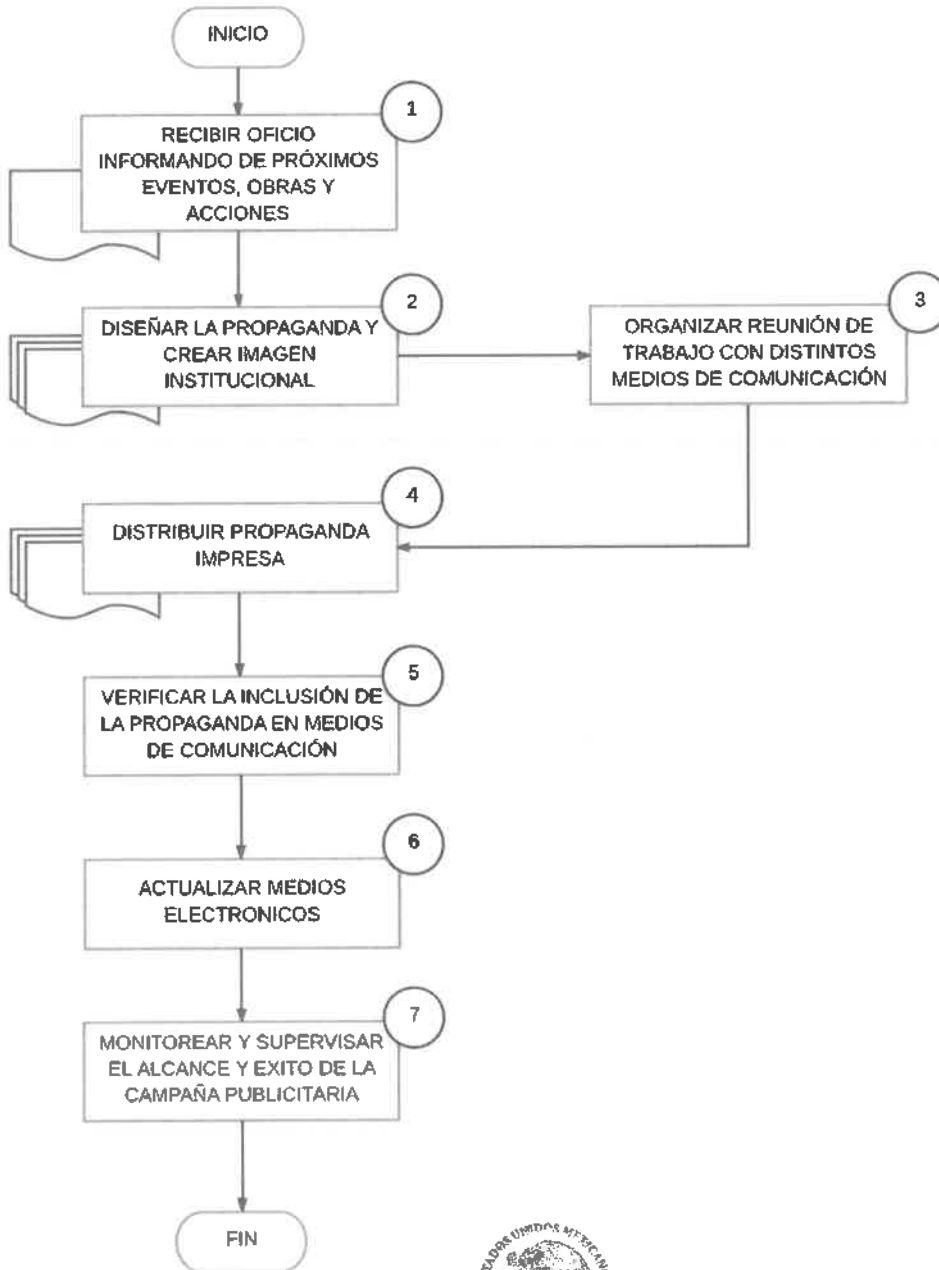 INICIO
1
RECIBIR OFICIO
INFORMANDO DE PRÓXIMOS
EVENTOS, OBRAS Y
ACCIONES
2
DISEÑAR LA PROPAGANDA Y
CREAR IMAGEN
INSTITUCIONAL
3
ORGANIZAR REUNIÓN DE
TRABAJO CON DISTINTOS
MEDIOS DE COMUNICACIÓN
4
DISTRIBUIR PROPAGANDA
IMPRESA
5
VERIFICAR LA INCLUSIÓN DE
LA PROPAGANDA EN MEDIOS
DE COMUNICACIÓN
6
ACTUALIZAR MEDIOS
ELECTRONICOS
7
MONITOREAR Y SUPERVISAR
EL ALCANCE Y EXITO DE LA
CAMPAÑA PUBLICITARIA
FIN
UNIDOS